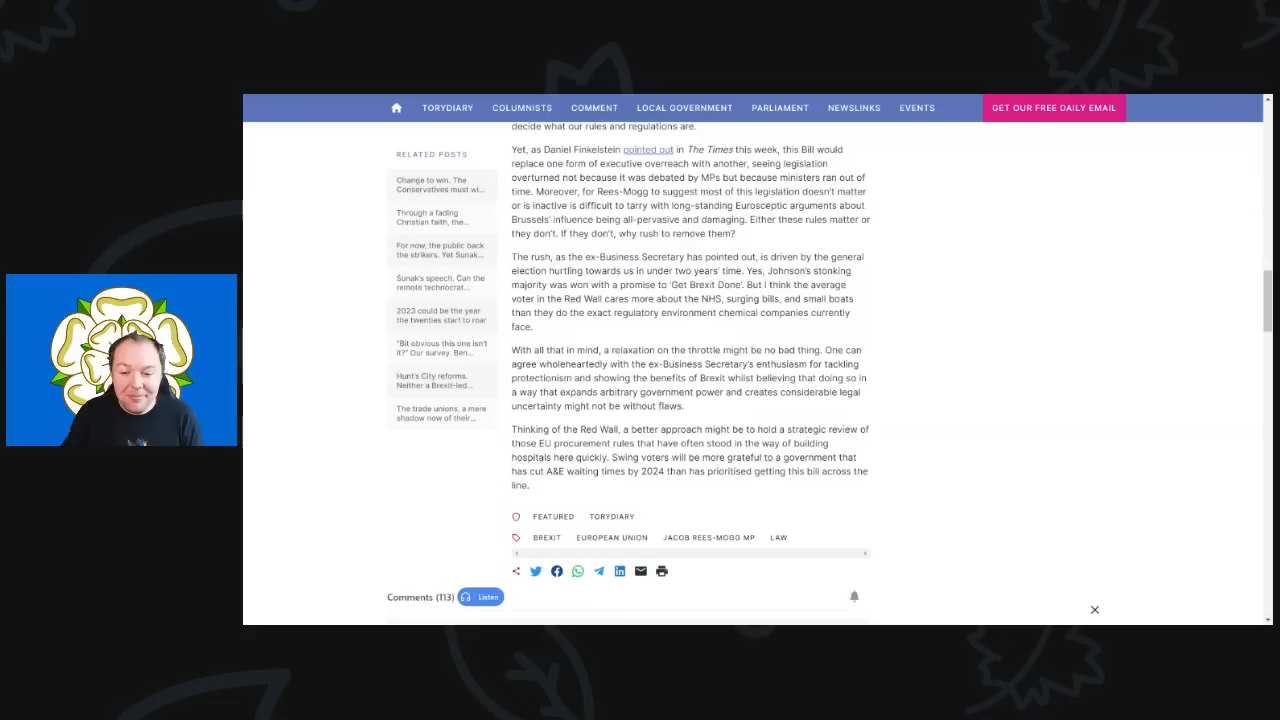 TORYDIARY COLUMNISTS COMMENT LOCAL GOVERNMENT PARLIAMENT NEWSLINKS EVENTS GET OUR FREE DAILY EMAIL
RELATED POSTS
Change to win. The
Conservatives must wi...
Through a fading
Christian faith, the...
For now, the public back
the strikers. Yet Sunak...
Sunak's speech. Can the
remote technocrat...
2023 could be the year
the twenties start to roar
"Bit obvious this one isn't
it?" Our survey. Ben...
Hunt's City reforms.
Neither a Brexit-led...
The trade unions, a mere
shadow now of their...
decide what our rules and regulations are.
Yet, as Daniel Finkelstein pointed out in The Times this week, this Bill would
replace one form of executive overreach with another, seeing legislation
overturned not because it was debated by MPs but because ministers ran out of
time. Moreover, for Rees-Mogg to suggest most of this legislation doesn't matter
or is inactive is difficult to tarry with long-standing Eurosceptic arguments about
Brussels' influence being all-pervasive and damaging. Either these rules matter or
they don't. If they don't, why rush to remove them?
The rush, as the ex-Business Secretary has pointed out, is driven by the general
election hurtling towards us in under two years' time. Yes, Johnson's stonking
majority was won with a promise to 'Get Brexit Done'. But I think the average
voter in the Red Wall cares more about the NHS, surging bills, and small boats
than they do the exact regulatory environment chemical companies currently
face.
With all that in mind, a relaxation on the throttle might be no bad thing. One can
agree wholeheartedly with the ex-Business Secretary's enthusiasm for tackling
protectionism and showing the benefits of Brexit whilst believing that doing so in
a way that expands arbitrary government power and creates considerable legal
uncertainty might not be without flaws.
Thinking of the Red Wall, a better approach might be to hold a strategic review of
those EU procurement rules that have often stood in the way of building
hospitals here quickly. Swing voters will be more grateful to a government that
has cut A&E waiting times by 2024 than has prioritised getting this bill across the
line.
FEATURED TORYDIARY
BREXIT EUROPEAN UNION JACOB REES-MOGG MP LAW
Comments (113) Listen